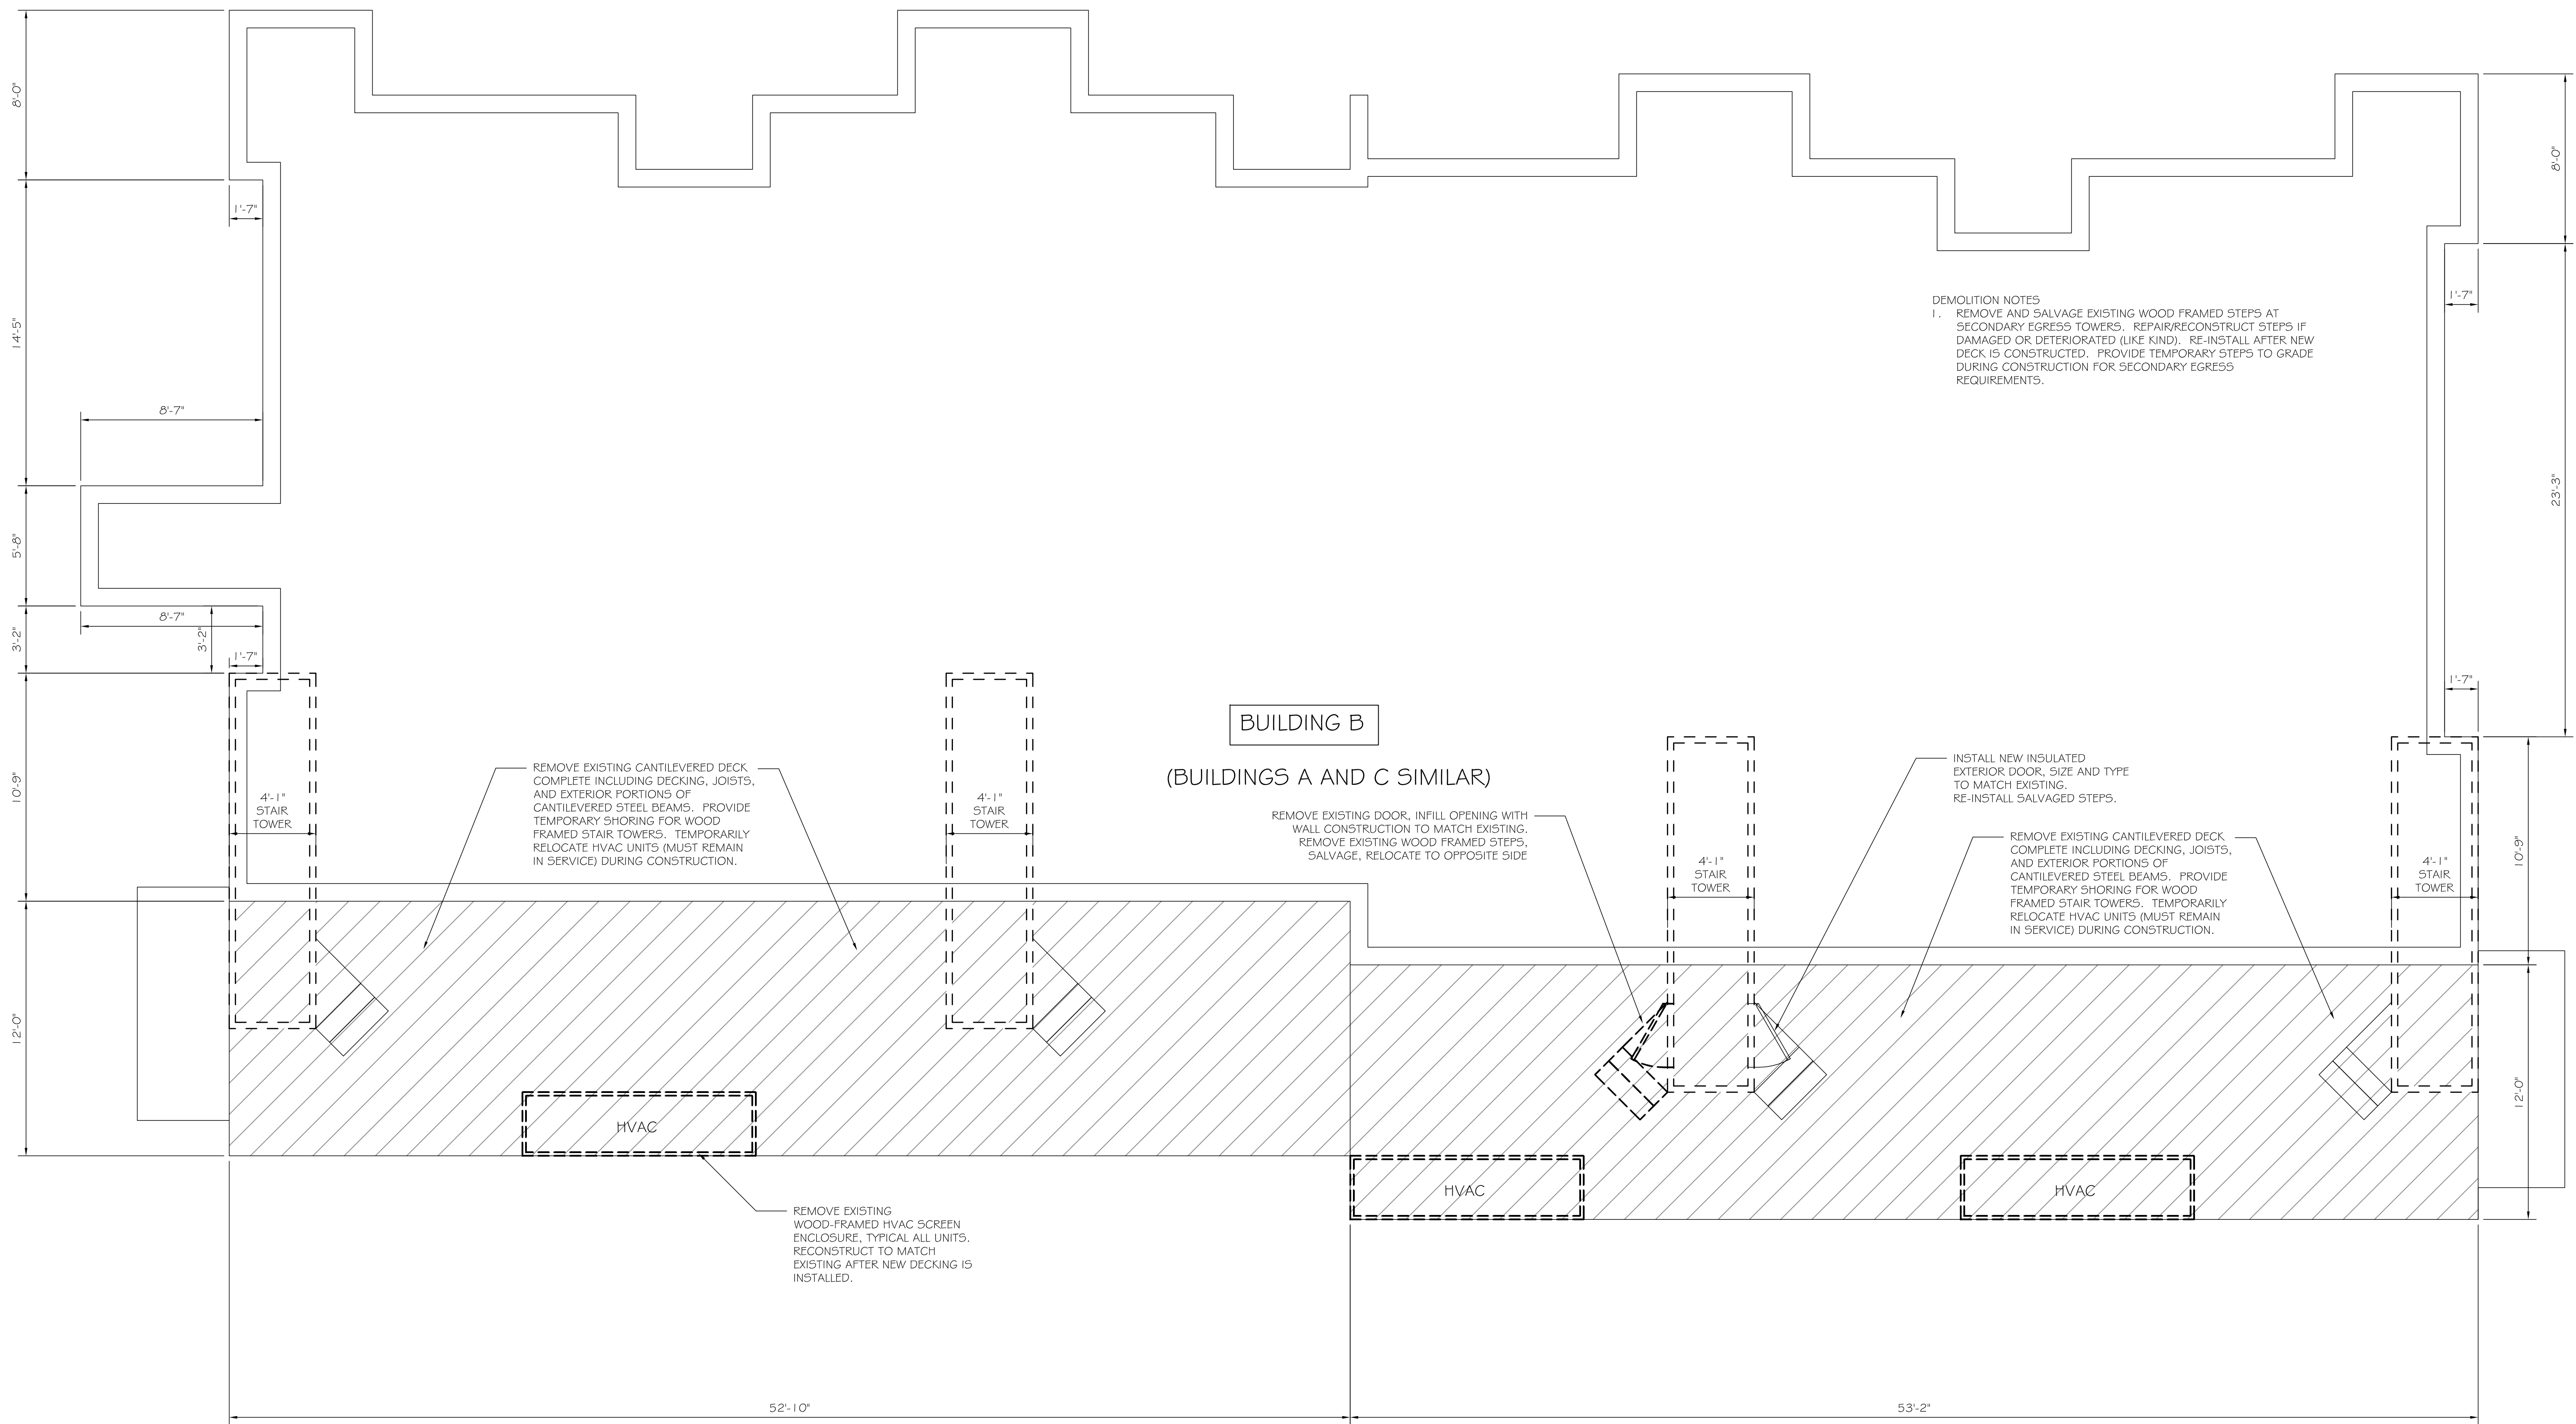 8'-0"
14'-5"
5'-8"
3'-2"
10'-9"
12'-0"
1'-7"
8'-7"
8'-7"
3'-2"
1'-7"
8'-0"
1'-7"
23'-3"
1'-7"
10'-9"
12'-0"
DEMOLITION NOTES
1. REMOVE AND SALVAGE EXISTING WOOD FRAMED STEPS AT
SECONDARY EGRESS TOWERS. REPAIR/RECONSTRUCT STEPS IF
DAMAGED OR DETERIORATED (LIKE KIND). RE-INSTALL AFTER NEW
DECK IS CONSTRUCTED. PROVIDE TEMPORARY STEPS TO GRADE
DURING CONSTRUCTION FOR SECONDARY EGRESS
REQUIREMENTS.
BUILDING B
(BUILDINGS A AND C SIMILAR)
4'-1"
STAIR
TOWER
REMOVE EXISTING CANTILEVERED DECK
COMPLETE INCLUDING DECKING, JOISTS,
AND EXTERIOR PORTIONS OF
CANTILEVERED STEEL BEAMS. PROVIDE
TEMPORARY SHORING FOR WOOD
FRAMED STAIR TOWERS. TEMPORARILY
RELOCATE HVAC UNITS (MUST REMAIN
IN SERVICE) DURING CONSTRUCTION.
4'-1"
STAIR
TOWER
REMOVE EXISTING DOOR, INFILL OPENING WITH
WALL CONSTRUCTION TO MATCH EXISTING.
REMOVE EXISTING WOOD FRAMED STEPS,
SALVAGE, RELOCATE TO OPPOSITE SIDE
4'-1"
STAIR
TOWER
INSTALL NEW INSULATED
EXTERIOR DOOR, SIZE AND TYPE
TO MATCH EXISTING.
RE-INSTALL SALVAGED STEPS.
REMOVE EXISTING CANTILEVERED DECK
COMPLETE INCLUDING DECKING, JOISTS,
AND EXTERIOR PORTIONS OF
CANTILEVERED STEEL BEAMS. PROVIDE
TEMPORARY SHORING FOR WOOD
FRAMED STAIR TOWERS. TEMPORARILY
RELOCATE HVAC UNITS (MUST REMAIN
IN SERVICE) DURING CONSTRUCTION.
4'-1"
STAIR
TOWER
HVAC
HVAC
HVAC
REMOVE EXISTING
WOOD-FRAMED HVAC SCREEN
ENCLOSURE, TYPICAL ALL UNITS.
RECONSTRUCT TO MATCH
EXISTING AFTER NEW DECKING IS
INSTALLED.
52'-10"
53'-2"